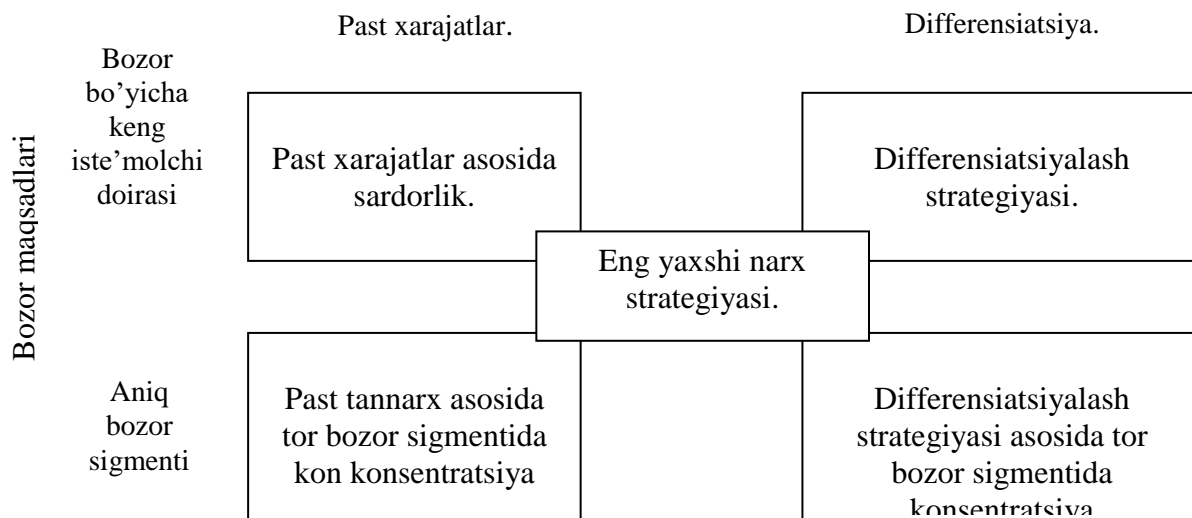 Past xarajatlar.
Differensiatsiya.
Bozor maqsadlari
Bozor
bo’yicha
keng
iste’molchi
doirasi
Past xarajatlar asosida
sardorlik.
Differensiatsiyalash
strategiyasi.
Eng yaxshi narx
strategiyasi.
Aniq
bozor
sigmenti
Past tannarx asosida
tor bozor sigmentida
kon konsentratsiya
Differensiatsiyalash
strategiyasi asosida tor
bozor sigmentida
konsentratsiya